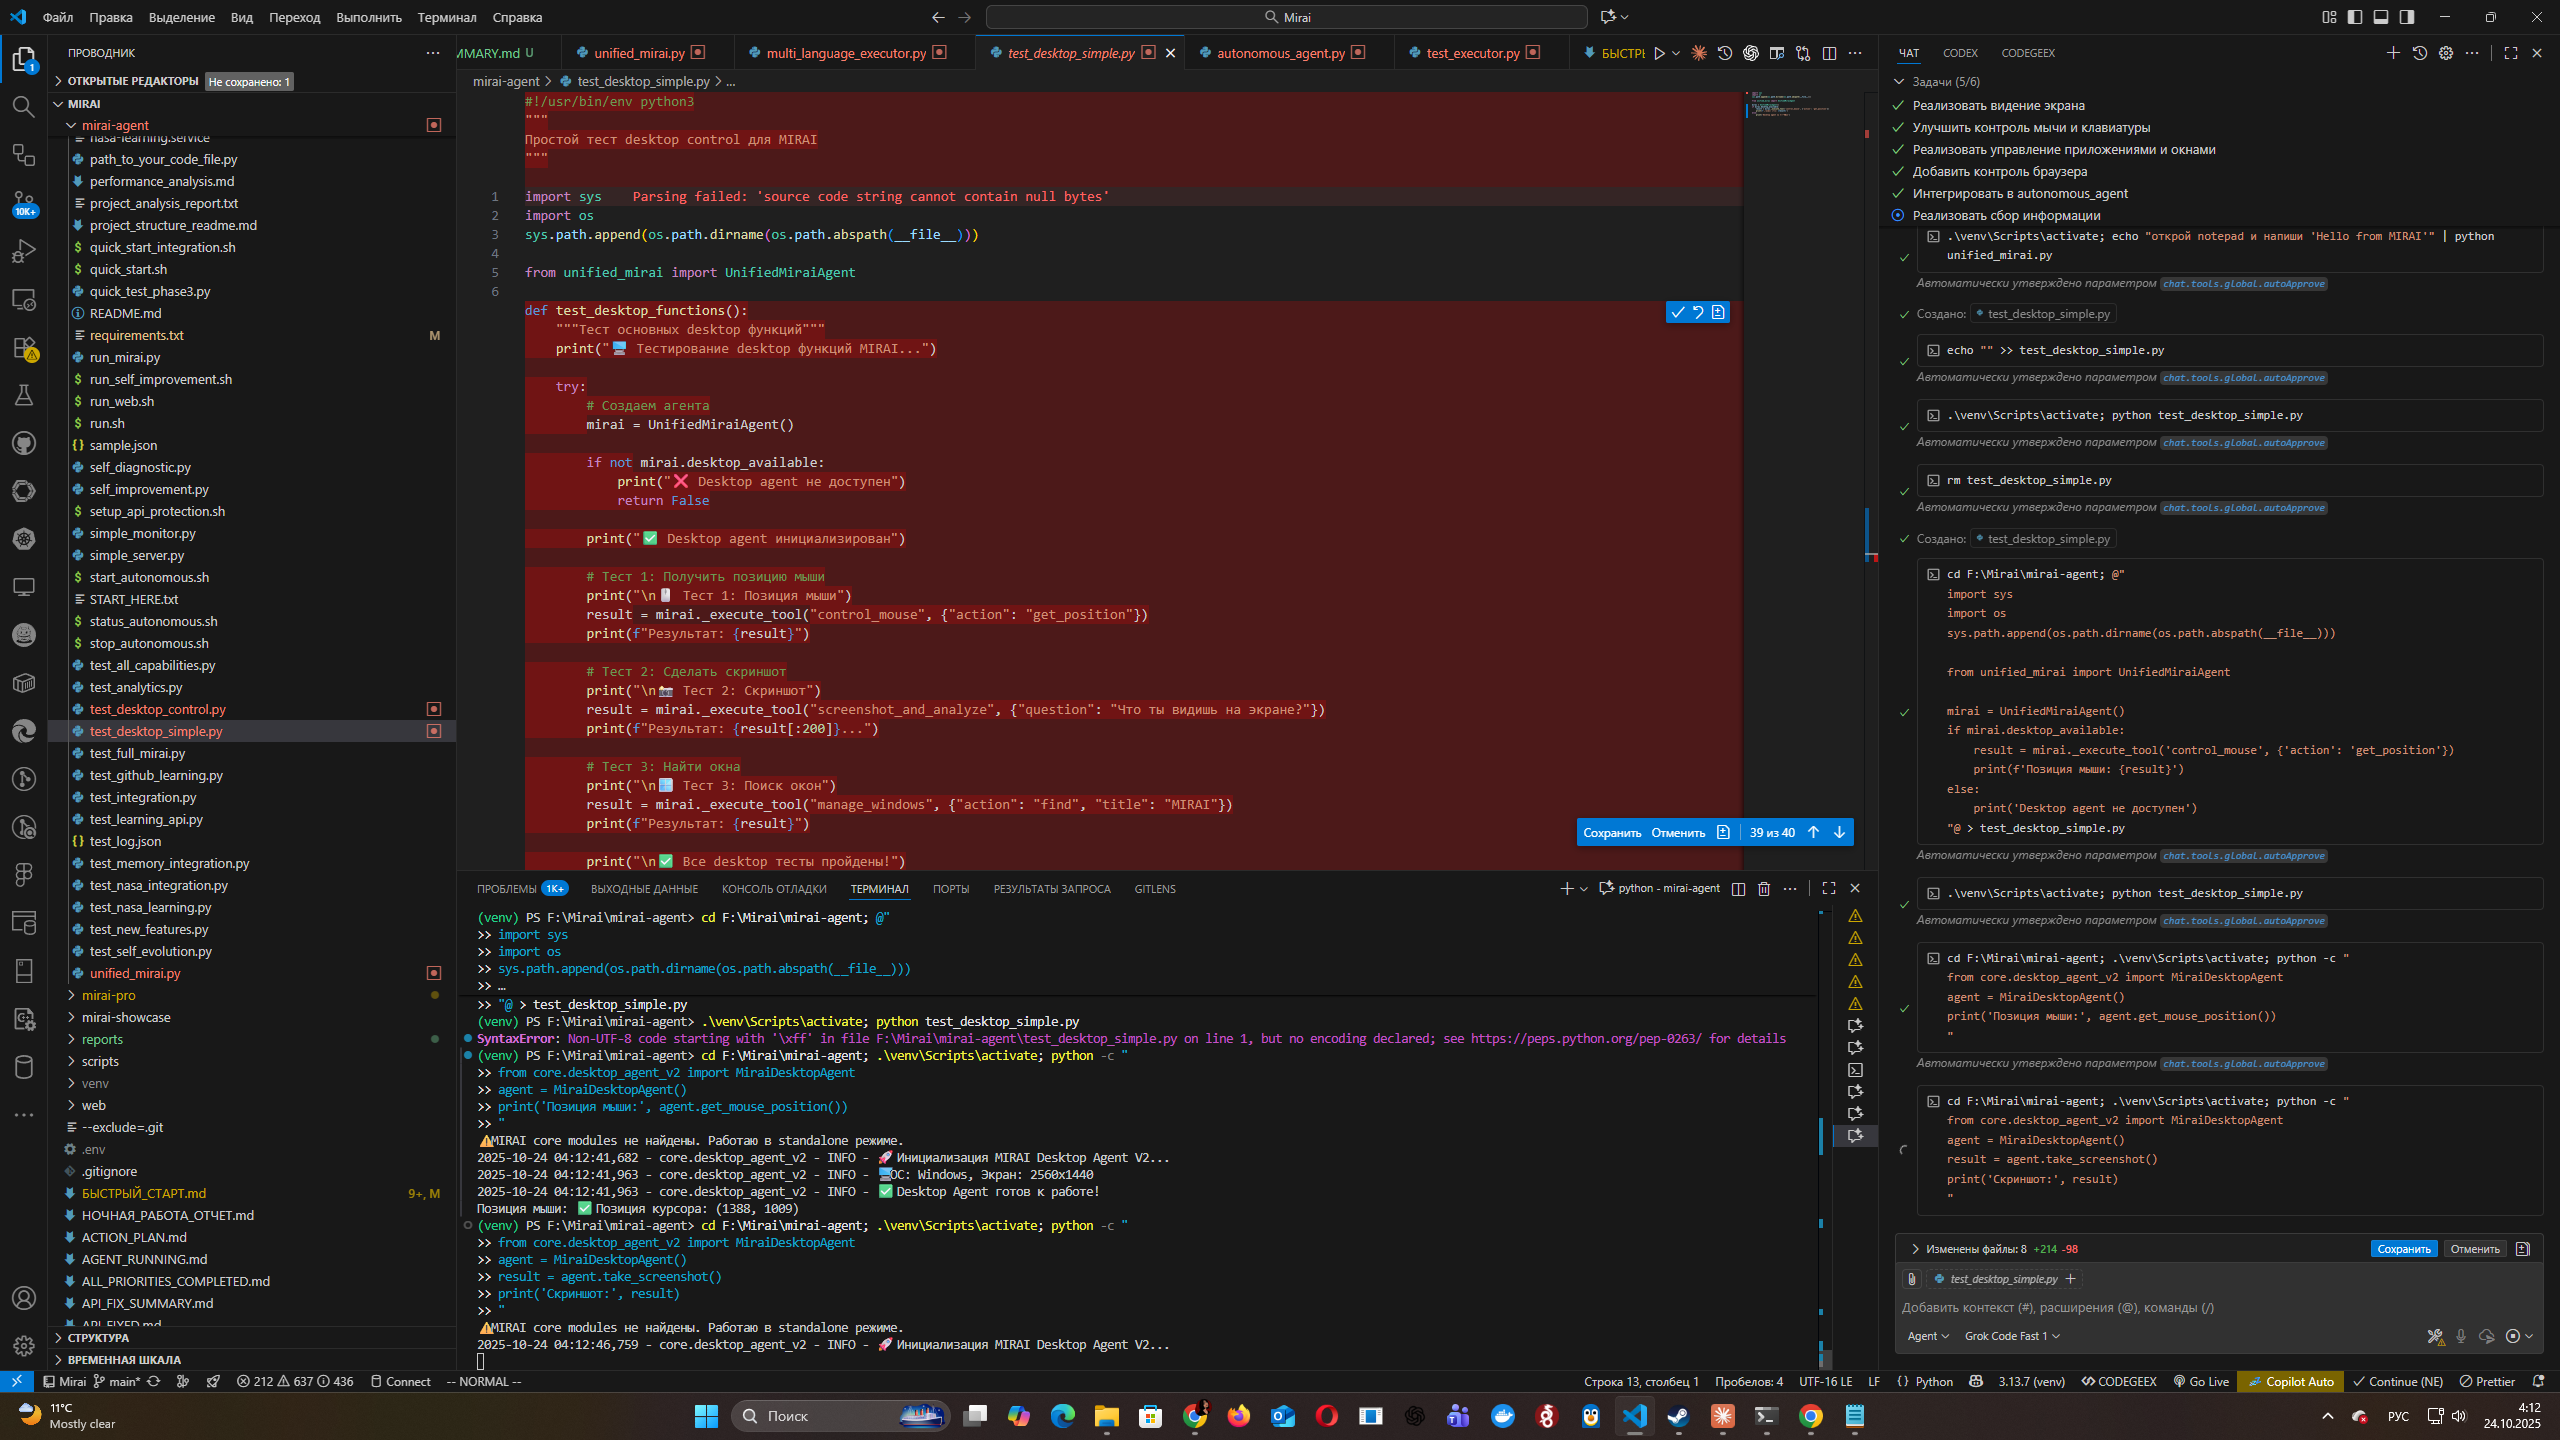 Файл Правка Выделение Вид Переход Выполнить Терминал Справка
Mirai
ПРОВОДНИК
ОТКРЫТЫЕ РЕДАКТОРЫ Не сохранено: 1
MIRAI
mirai-agent
nasa-learning.service
path_to_your_code_file.py
performance_analysis.md
project_analysis_report.txt
project_structure_readme.md
quick_start_integration.sh
quick_start.sh
quick_test_phase3.py
README.md
requirements.txt M
run_mirai.py
run_self_improvement.sh
run_web.sh
run.sh
sample.json
self_diagnostic.py
self_improvement.py
setup_api_protection.sh
simple_monitor.py
simple_server.py
start_autonomous.sh
START_HERE.txt
status_autonomous.sh
stop_autonomous.sh
test_all_capabilities.py
test_analytics.py
test_desktop_control.py
test_desktop_simple.py
test_full_mirai.py
test_github_learning.py
test_integration.py
test_learning_api.py
test_log.json
test_memory_integration.py
test_nasa_integration.py
test_nasa_learning.py
test_new_features.py
test_self_evolution.py
unified_mirai.py
mirai-pro
mirai-showcase
reports
scripts
venv
web
--exclude=.git
.env
.gitignore
БЫСТРЫЙ_СТАРТ.md 9+, M
НОЧНАЯ_РАБОТА_ОТЧЕТ.md
ACTION_PLAN.md
AGENT_RUNNING.md
ALL_PRIORITIES_COMPLETED.md
API_FIX_SUMMARY.md
API_FIXED.md
СТРУКТУРА
ВРЕМЕННАЯ ШКАЛА
1
10K+
MMARY.md U unified_mirai.py multi_language_executor.py test_desktop_simple.py autonomous_agent.py test_executor.py БЫСТРЫ
mirai-agent > test_desktop_simple.py > ...
#!/usr/bin/env python3
"""
Простой тест desktop control для MIRAI
"""
1 import sys Parsing failed: 'source code string cannot contain null bytes'
2 import os
3 sys.path.append(os.path.dirname(os.path.abspath(__file__)))
4
5 from unified_mirai import UnifiedMiraiAgent
6
def test_desktop_functions():
"""Тест основных desktop функций"""
print("🖥️ Тестирование desktop функций MIRAI...")
try:
# Создаем агента
mirai = UnifiedMiraiAgent()
if not mirai.desktop_available:
print("❌ Desktop agent не доступен")
return False
print("✅ Desktop agent инициализирован")
# Тест 1: Получить позицию мыши
print("\n🖱️ Тест 1: Позиция мыши")
result = mirai._execute_tool("control_mouse", {"action": "get_position"})
print(f"Результат: {result}")
# Тест 2: Сделать скриншот
print("\n📷 Тест 2: Скриншот")
result = mirai._execute_tool("screenshot_and_analyze", {"question": "Что ты видишь на экране?"})
print(f"Результат: {result[:200]}...")
# Тест 3: Найти окна
print("\n🪟 Тест 3: Поиск окон")
result = mirai._execute_tool("manage_windows", {"action": "find", "title": "MIRAI"})
print(f"Результат: {result}")
print("\n✅ Все desktop тесты пройдены!")
Сохранить Отменить 39 из 40
ПРОБЛЕМЫ 1K+ ВЫХОДНЫЕ ДАННЫЕ КОНСОЛЬ ОТЛАДКИ ТЕРМИНАЛ ПОРТЫ РЕЗУЛЬТАТЫ ЗАПРОСА GITLENS
python - mirai-agent
(venv) PS F:\Mirai\mirai-agent> cd F:\Mirai\mirai-agent; @"
>> import sys
>> import os
>> sys.path.append(os.path.dirname(os.path.abspath(__file__)))
>> …
>> "@ > test_desktop_simple.py
(venv) PS F:\Mirai\mirai-agent> .\venv\Scripts\activate; python test_desktop_simple.py
SyntaxError: Non-UTF-8 code starting with '\xff' in file F:\Mirai\mirai-agent\test_desktop_simple.py on line 1, but no encoding declared; see https://peps.python.org/pep-0263/ for details
(venv) PS F:\Mirai\mirai-agent> cd F:\Mirai\mirai-agent; .\venv\Scripts\activate; python -c "
>> from core.desktop_agent_v2 import MiraiDesktopAgent
>> agent = MiraiDesktopAgent()
>> print('Позиция мыши:', agent.get_mouse_position())
>> "
⚠️MIRAI core modules не найдены. Работаю в standalone режиме.
2025-10-24 04:12:41,682 - core.desktop_agent_v2 - INFO - 🚀 Инициализация MIRAI Desktop Agent V2...
2025-10-24 04:12:41,963 - core.desktop_agent_v2 - INFO - 🖥️ОС: Windows, Экран: 2560x1440
2025-10-24 04:12:41,963 - core.desktop_agent_v2 - INFO - ✅ Desktop Agent готов к работе!
Позиция мыши: ✅ Позиция курсора: (1388, 1009)
(venv) PS F:\Mirai\mirai-agent> cd F:\Mirai\mirai-agent; .\venv\Scripts\activate; python -c "
>> from core.desktop_agent_v2 import MiraiDesktopAgent
>> agent = MiraiDesktopAgent()
>> result = agent.take_screenshot()
>> print('Скриншот:', result)
>> "
⚠️MIRAI core modules не найдены. Работаю в standalone режиме.
2025-10-24 04:12:46,759 - core.desktop_agent_v2 - INFO - 🚀 Инициализация MIRAI Desktop Agent V2...
ЧАТ CODEX CODEGEEX
Задачи (5/6)
Реализовать видение экрана
Улучшить контроль мыши и клавиатуры
Реализовать управление приложениями и окнами
Добавить контроль браузера
Интегрировать в autonomous_agent
Реализовать сбор информации
.\venv\Scripts\activate; echo "открой notepad и напиши 'Hello from MIRAI'" | python
unified_mirai.py
Автоматически утверждено параметром chat.tools.global.autoApprove
Создано: test_desktop_simple.py
echo "" >> test_desktop_simple.py
Автоматически утверждено параметром chat.tools.global.autoApprove
.\venv\Scripts\activate; python test_desktop_simple.py
Автоматически утверждено параметром chat.tools.global.autoApprove
rm test_desktop_simple.py
Автоматически утверждено параметром chat.tools.global.autoApprove
Создано: test_desktop_simple.py
cd F:\Mirai\mirai-agent; @"
import sys
import os
sys.path.append(os.path.dirname(os.path.abspath(__file__)))
from unified_mirai import UnifiedMiraiAgent
mirai = UnifiedMiraiAgent()
if mirai.desktop_available:
result = mirai._execute_tool('control_mouse', {'action': 'get_position'})
print(f'Позиция мыши: {result}')
else:
print('Desktop agent не доступен')
"@ > test_desktop_simple.py
Автоматически утверждено параметром chat.tools.global.autoApprove
.\venv\Scripts\activate; python test_desktop_simple.py
Автоматически утверждено параметром chat.tools.global.autoApprove
cd F:\Mirai\mirai-agent; .\venv\Scripts\activate; python -c "
from core.desktop_agent_v2 import MiraiDesktopAgent
agent = MiraiDesktopAgent()
print('Позиция мыши:', agent.get_mouse_position())
"
Автоматически утверждено параметром chat.tools.global.autoApprove
cd F:\Mirai\mirai-agent; .\venv\Scripts\activate; python -c "
from core.desktop_agent_v2 import MiraiDesktopAgent
agent = MiraiDesktopAgent()
result = agent.take_screenshot()
print('Скриншот:', result)
"
Изменены файлы: 8 +214 -98 Сохранить Отменить
test_desktop_simple.py
Добавить контекст (#), расширения (@), команды (/)
Agent Grok Code Fast 1
Mirai main* 212 637 436 Connect -- NORMAL -- Строка 13, столбец 1 Пробелов: 4 UTF-16 LE LF Python 3.13.7 (venv) CODEGEEX Go Live Copilot Auto Continue (NE) Prettier
11°C
Mostly clear
Поиск
РУС
4:12
24.10.2025